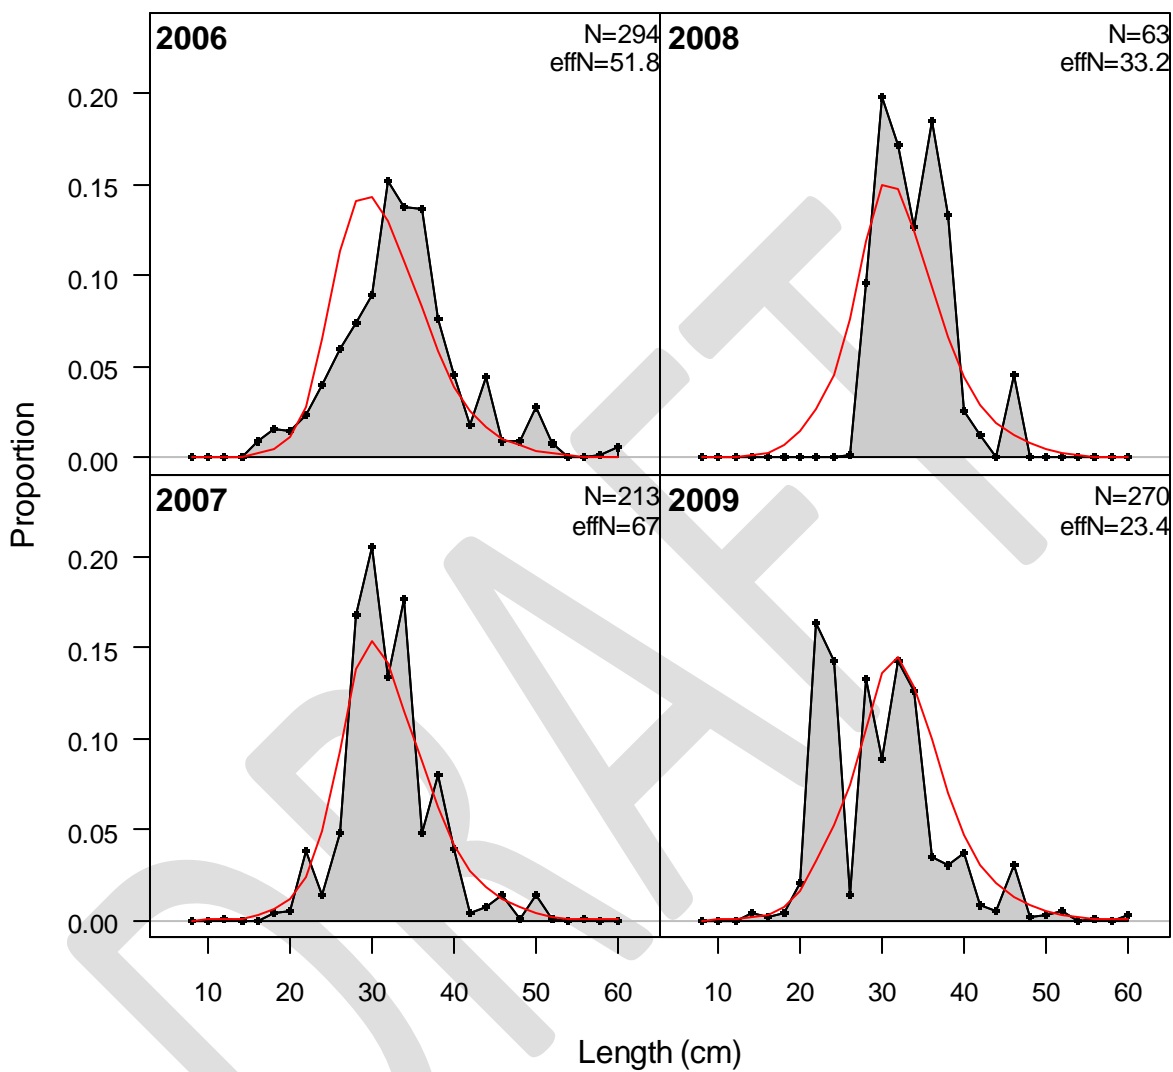 2006
N=294
effN=51.8
2008
N=63
effN=33.2
0.20
0.15
0.10
0.05
0.00
2007
N=213
effN=67
2009
N=270
effN=23.4
0.20
0.15
0.10
0.05
0.00
10 20 30 40 50 60
10 20 30 40 50 60
Length (cm)
Proportion
DRAFT